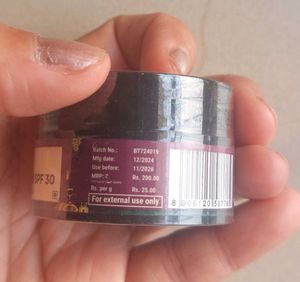 SPF 30
Batch No.: BT724019
Mfg date: 12/2024
Use before: 11/2026
MRP: Rs. 200.00
Rs. per g Rs. 25.00
For external use only